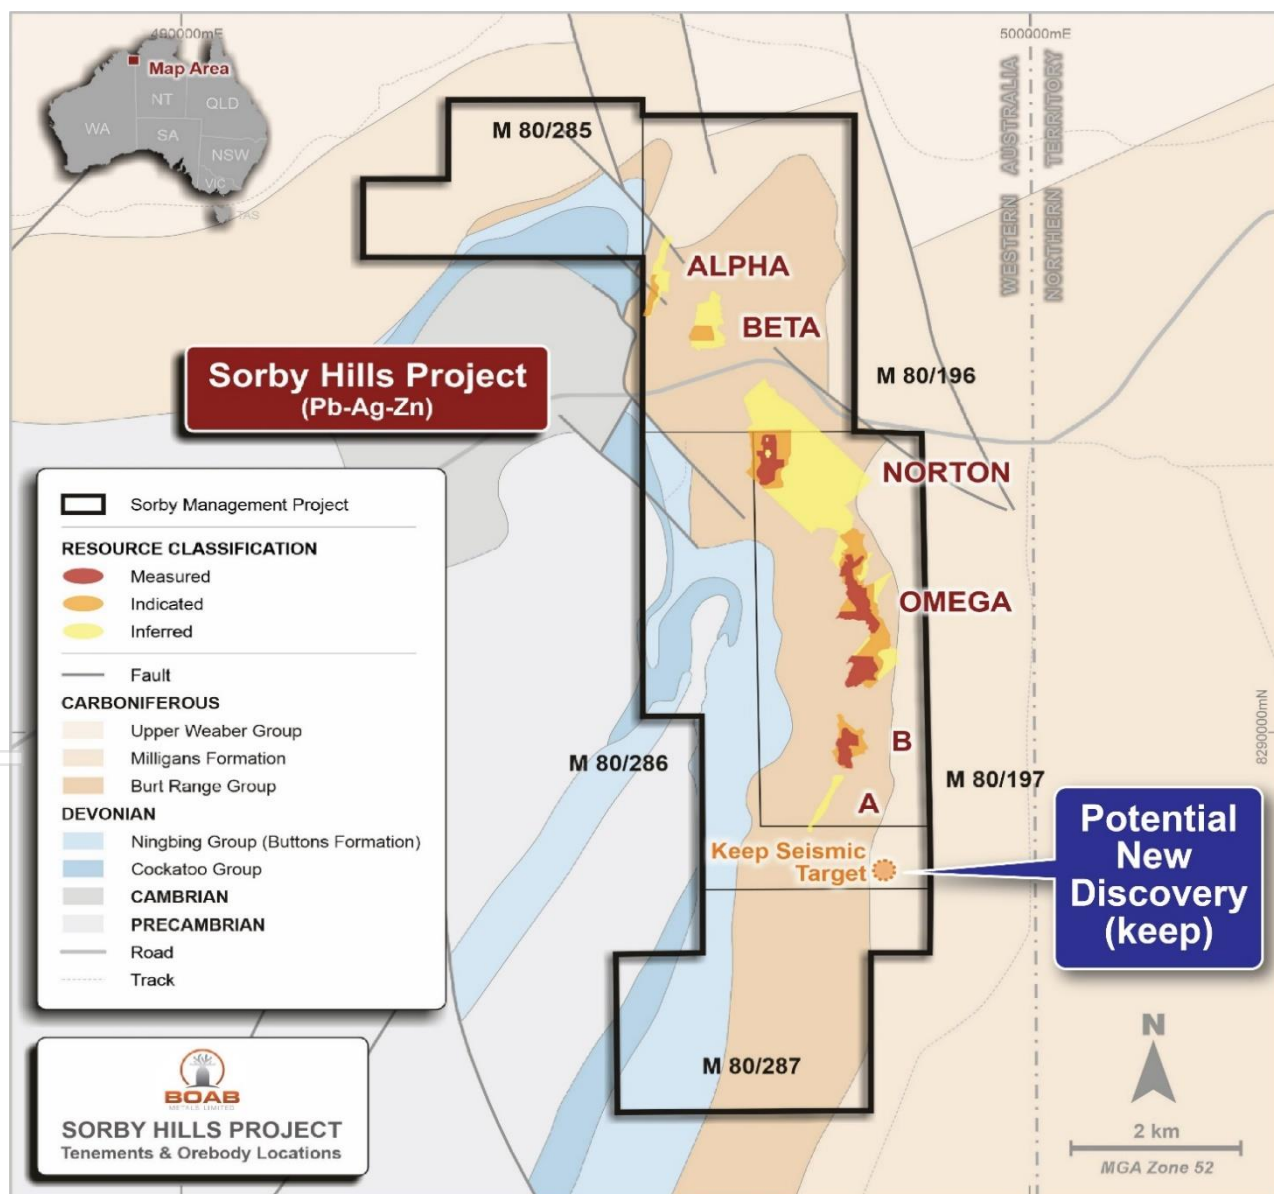 490000mE
500000mE
Map Area
WA
NT
QLD
SA
NSW
VIC
TAS
WESTERN AUSTRALIA
NORTHERN TERRITORY
M 80/285
ALPHA
BETA
M 80/196
Sorby Hills Project
(Pb-Ag-Zn)
NORTON
OMEGA
B
A
M 80/286
M 80/197
8290000mN
Keep Seismic
Target
Potential
New
Discovery
(keep)
M 80/287
Sorby Management Project
RESOURCE CLASSIFICATION
Measured
Indicated
Inferred
Fault
CARBONIFEROUS
Upper Weaber Group
Milligans Formation
Burt Range Group
DEVONIAN
Ningbing Group (Buttons Formation)
Cockatoo Group
CAMBRIAN
PRECAMBRIAN
Road
Track
BOAB
METALS LIMITED
SORBY HILLS PROJECT
Tenements & Orebody Locations
N
2 km
MGA Zone 52